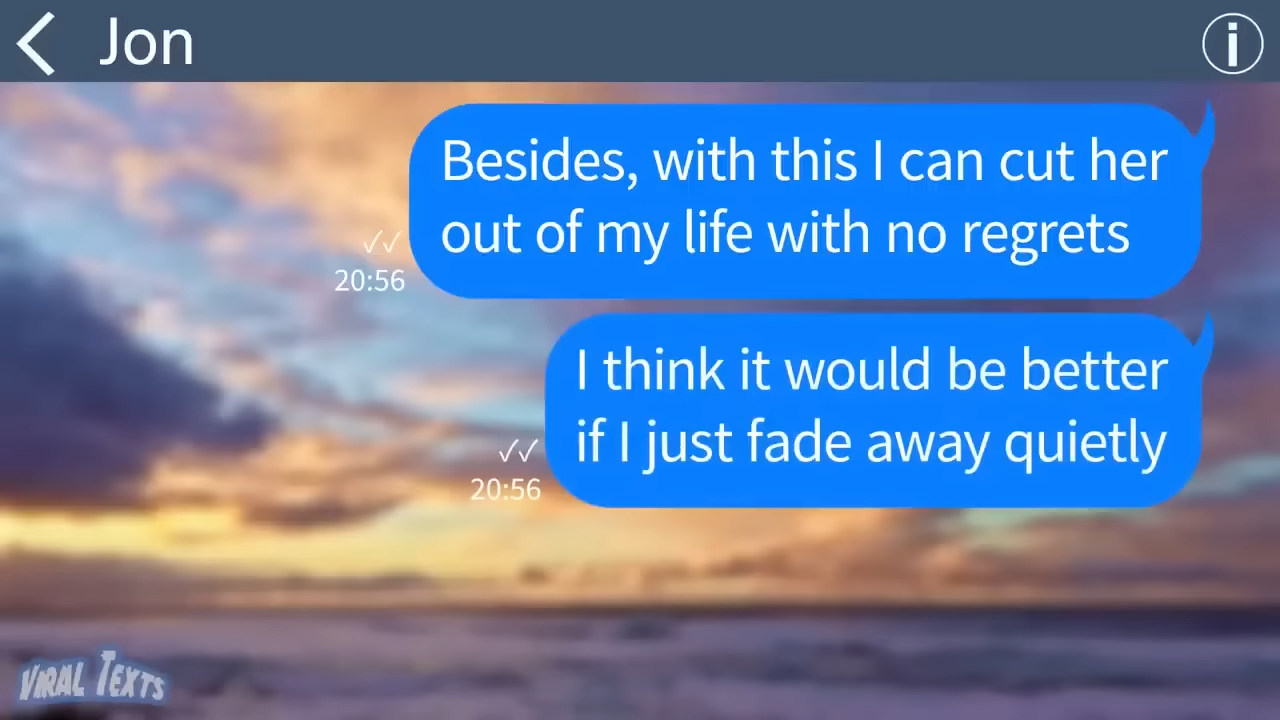 Jon
Besides, with this I can cut her
out of my life with no regrets
20:56
I think it would be better
if I just fade away quietly
20:56
VIRAL TEXTS